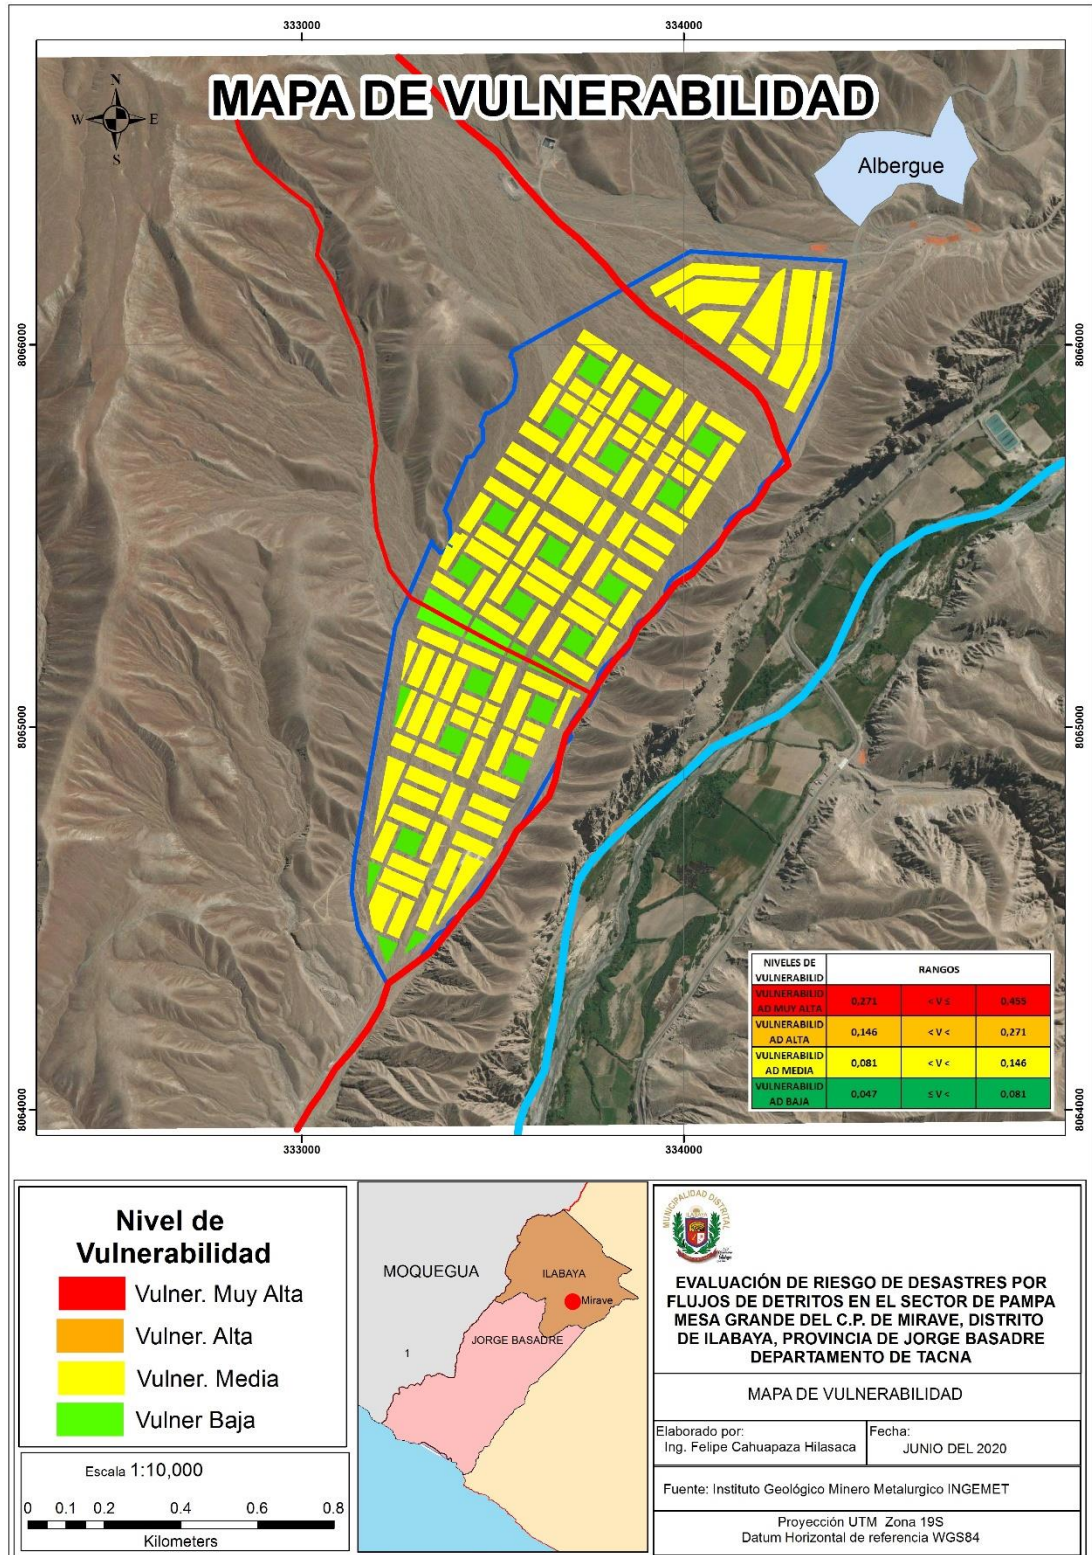 333000
334000
MAPA DE VULNERABILIDAD
N
W
E
S
Albergue
8066000
8066000
8065000
8065000
8064000
8064000
NIVELES DE
VULNERABILID
RANGOS
VULNERABILID
AD MUY ALTA
0,271
< V ≤
0,455
VULNERABILID
AD ALTA
0,146
< V <
0,271
VULNERABILID
AD MEDIA
0,081
< V <
0,146
VULNERABILID
AD BAJA
0,047
≤ V <
0,081
333000
334000
Nivel de
Vulnerabilidad
Vulner. Muy Alta
Vulner. Alta
Vulner. Media
Vulner Baja
Escala 1:10,000
0 0.1 0.2 0.4 0.6 0.8
Kilometers
MOQUEGUA
ILABAYA
Mirave
JORGE BASADRE
1
MUNICIPALIDAD DISTRITAL
EVALUACIÓN DE RIESGO DE DESASTRES POR
FLUJOS DE DETRITOS EN EL SECTOR DE PAMPA
MESA GRANDE DEL C.P. DE MIRAVE, DISTRITO
DE ILABAYA, PROVINCIA DE JORGE BASADRE
DEPARTAMENTO DE TACNA
MAPA DE VULNERABILIDAD
Elaborado por:
Ing. Felipe Cahuapaza Hilasaca
Fecha:
JUNIO DEL 2020
Fuente: Instituto Geológico Minero Metalurgico INGEMET
Proyección UTM Zona 19S
Datum Horizontal de referencia WGS84